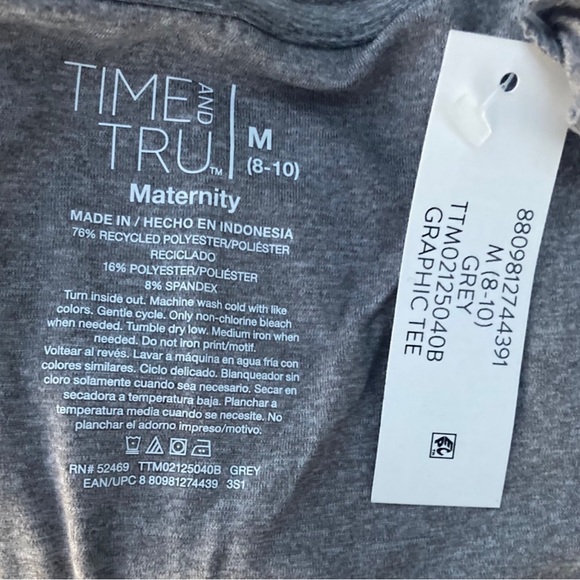 TIME AND
TRU™
M
(8-10)
Maternity
MADE IN / HECHO EN INDONESIA
76% RECYCLED POLYESTER/POLIÉSTER
RECICLADO
16% POLYESTER/POLIÉSTER
8% SPANDEX
Turn inside out. Machine wash cold with like
colors. Gentle cycle. Only non-chlorine bleach
when needed. Tumble dry low. Medium iron when
needed. Do not iron print/motif.
Voltear al revés. Lavar a máquina en agua fría con
colores similares. Ciclo delicado. Blanqueador sin
cloro solamente cuando sea necesario. Secar en
secadora a temperatura baja. Planchar a
temperatura media cuando se necesite. No
planchar el adorno impreso/motivo.
RN# 52469 TTM02125040B GREY
EAN/UPC 8 80981274439 3S1
8809812744391
M (8-10)
GREY
TTM02125040B
GRAPHIC TEE